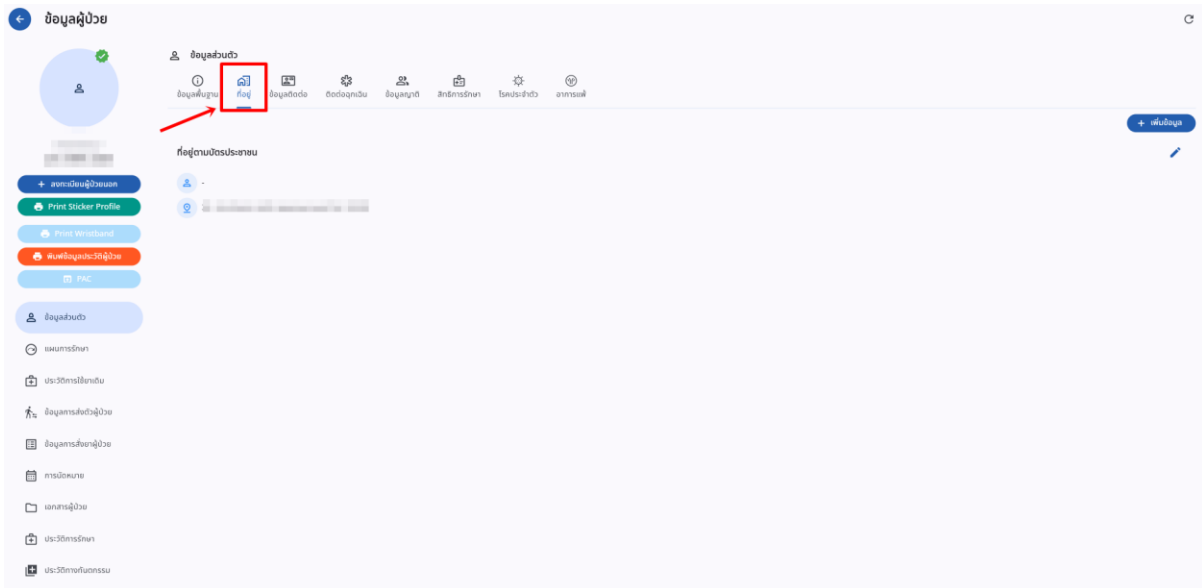 ข้อมูลผู้ป่วย
ข้อมูลส่วนตัว
ข้อมูลพื้นฐาน
ที่อยู่
ข้อมูลติดต่อ
ติดต่อฉุกเฉิน
ข้อมูลญาติ
สิทธิการรักษา
โรคประจำตัว
อาการแพ้
+ เพิ่มข้อมูล
ที่อยู่ตามบัตรประชาชน
-
+ ลงทะเบียนผู้ป่วยนอก
Print Sticker Profile
Print Wristband
พิมพ์ข้อมูลประวัติผู้ป่วย
PAC
ข้อมูลส่วนตัว
แผนการรักษา
ประวัติการใช้ยาเดิม
ข้อมูลการส่งตัวผู้ป่วย
ข้อมูลการสั่งยาผู้ป่วย
การนัดหมาย
เอกสารผู้ป่วย
ประวัติการรักษา
ประวัติทางทันตกรรม